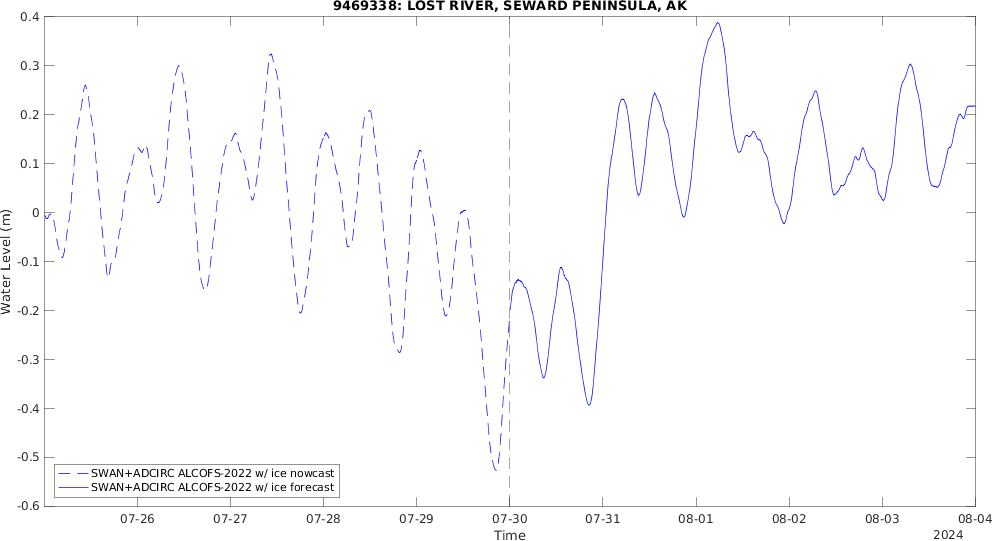 9469338: LOST RIVER, SEWARD PENINSULA, AK
0.4
0.3
0.2
0.1
0
-0.1
-0.2
-0.3
-0.4
-0.5
-0.6
Water Level (m)
SWAN+ADCIRC ALCOFS-2022 w/ ice nowcast
SWAN+ADCIRC ALCOFS-2022 w/ ice forecast
07-26 07-27 07-28 07-29 07-30 07-31 08-01 08-02 08-03 08-04
Time
2024